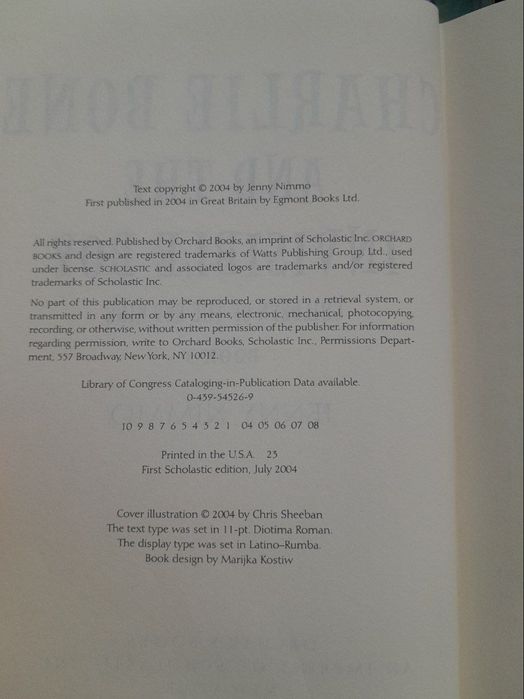 Text copyright © 2004 by Jenny Nimmo
First published in 2004 in Great Britain by Egmont Books Ltd.
All rights reserved. Published by Orchard Books, an imprint of Scholastic Inc. ORCHARD
BOOKS and design are registered trademarks of Watts Publishing Group, Ltd., used
under license. SCHOLASTIC and associated logos are trademarks and/or registered
trademarks of Scholastic Inc.
No part of this publication may be reproduced, or stored in a retrieval system, or
transmitted in any form or by any means, electronic, mechanical, photocopying,
recording, or otherwise, without written permission of the publisher. For information
regarding permission, write to Orchard Books, Scholastic Inc., Permissions Depart-
ment, 557 Broadway, New York, NY 10012.
Library of Congress Cataloging-in-Publication Data available.
0-439-54526-9
10 9 8 7 6 5 4 3 2 1   04 05 06 07 08
Printed in the U.S.A.   23
First Scholastic edition, July 2004
Cover illustration © 2004 by Chris Sheeban
The text type was set in 11-pt. Diotima Roman.
The display type was set in Latino–Rumba.
Book design by Marijka Kostiw
CHARLIE BONE
AND THE